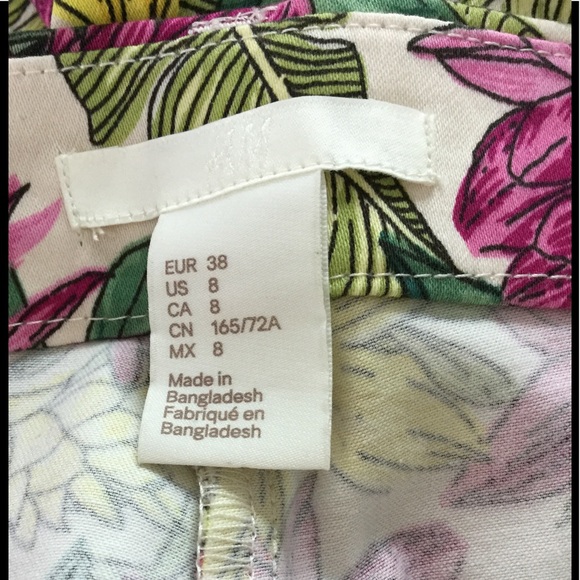 H&M
EUR 38
US 8
CA 8
CN 165/72A
MX 8
Made in
Bangladesh
Fabriqué en
Bangladesh